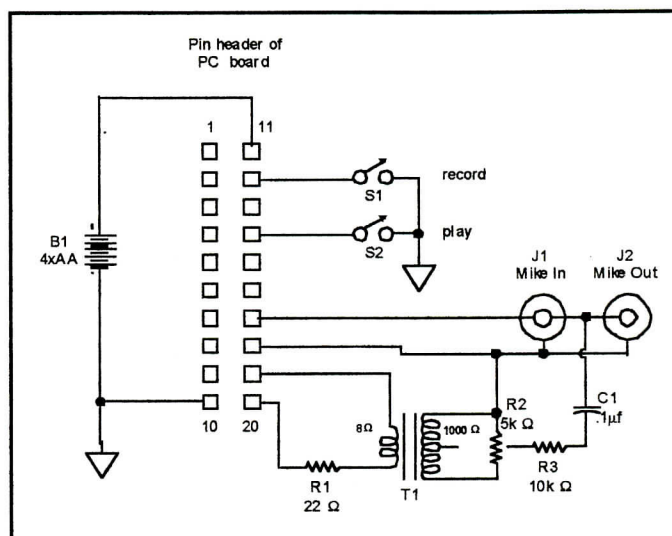 Pin header of
PC board
1
11
S1
record
S2
play
B1
4xAA
J1
Mike In
J2
Mike Out
10
20
8Ω
1000 Ω
T1
R1
22 Ω
R2
5k Ω
R3
10k Ω
C1
.1μf